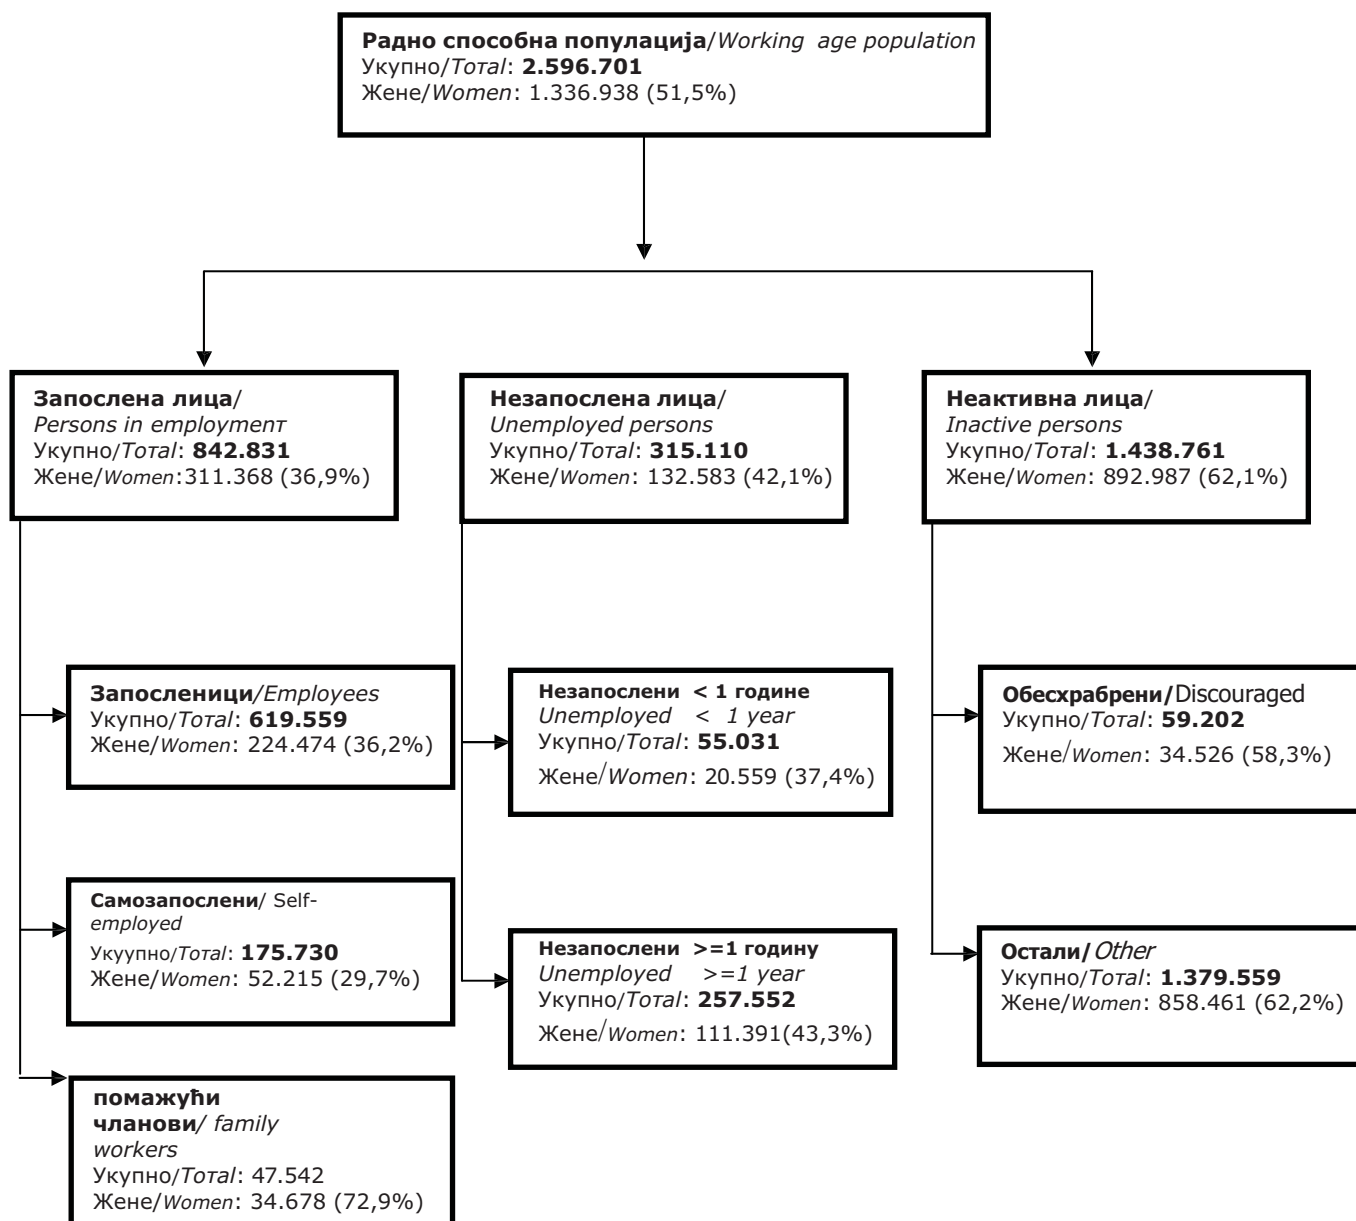 Радно способна популација/Working age population
Укупно/Total: 2.596.701
Жене/Women: 1.336.938 (51,5%)
Запослена лица/
Persons in employmenт
Укупно/Total: 842.831
Жене/Women:311.368 (36,9%)
Незапослена лица/
Unemployed persons
Укупно/Total: 315.110
Жене/Women: 132.583 (42,1%)
Неактивна лица/
Inactive persons
Укупно/Total: 1.438.761
Жене/Women: 892.987 (62,1%)
Запосленици/Employees
Укупно/Total: 619.559
Жене/Women: 224.474 (36,2%)
Незапослени < 1 године
Unemployed < 1 year
Укупно/Total: 55.031
Жене/Women: 20.559 (37,4%)
Обесхрабрени/Discouraged
Укупно/Total: 59.202
Жене/Women: 34.526 (58,3%)
Самозапослени/ Self-
employed
Укуупно/Total: 175.730
Жене/Women: 52.215 (29,7%)
Незапослени >=1 годину
Unemployed >=1 year
Укупно/Total: 257.552
Жене/Women: 111.391(43,3%)
Остали/Other
Укупно/Total: 1.379.559
Жене/Women: 858.461 (62,2%)
помажући
чланови/ family
workers
Укупно/Total: 47.542
Жене/Women: 34.678 (72,9%)